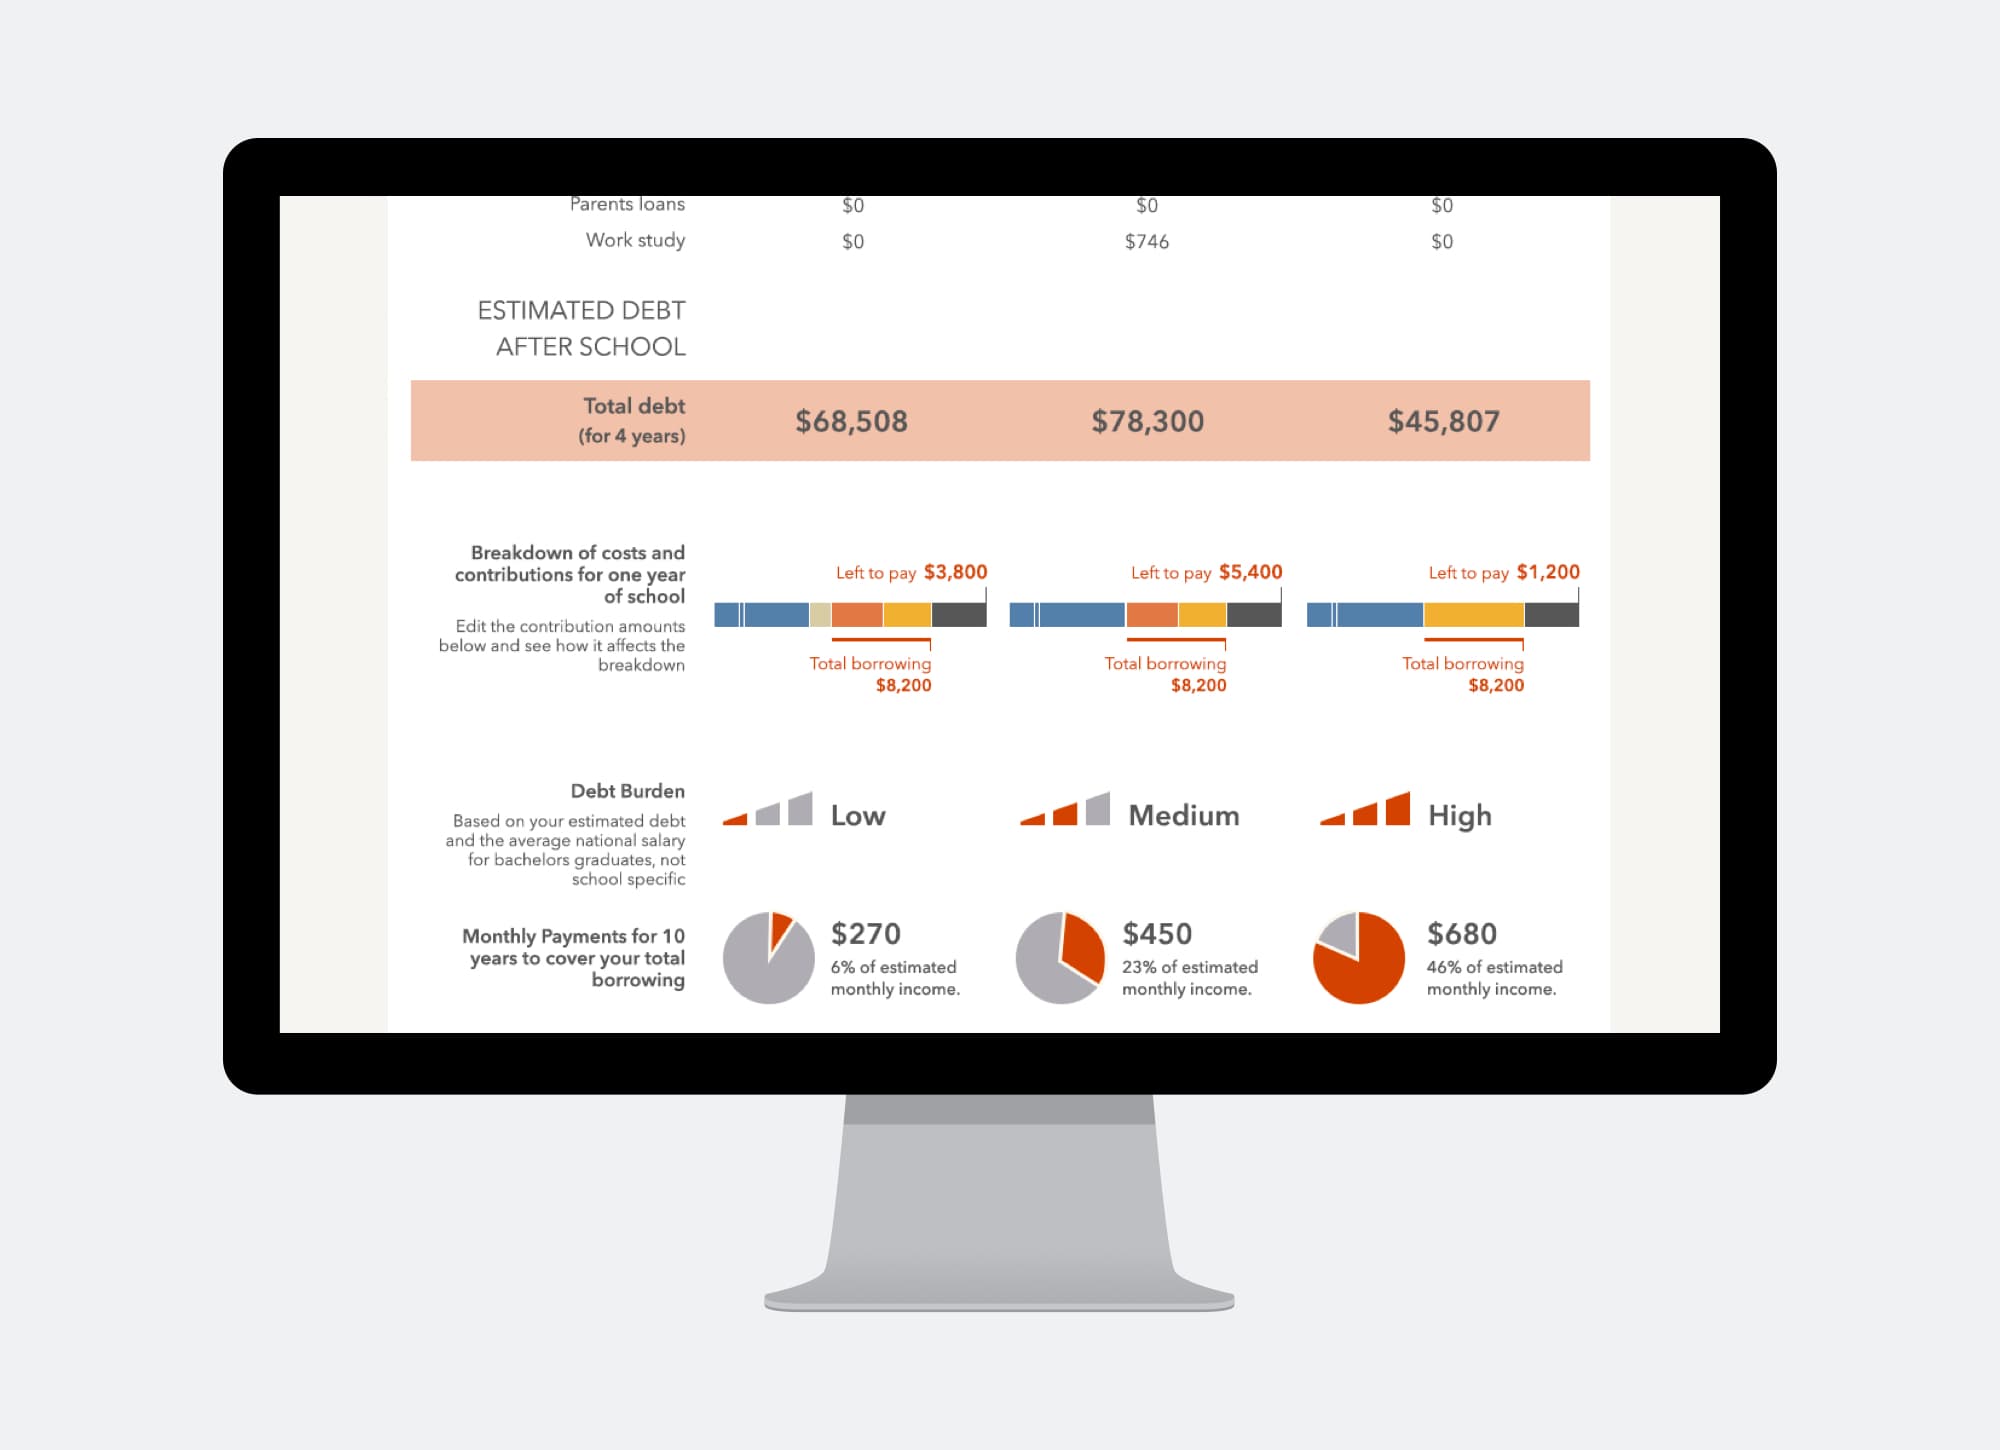 Parents loans $0 $0 $0
Work study $0 $746 $0
ESTIMATED DEBT
AFTER SCHOOL
Total debt
(for 4 years)
$68,508 $78,300 $45,807
Breakdown of costs and
contributions for one year
of school
Edit the contribution amounts
below and see how it affects the
breakdown
Left to pay $3,800
Total borrowing
$8,200
Left to pay $5,400
Total borrowing
$8,200
Left to pay $1,200
Total borrowing
$8,200
Debt Burden
Based on your estimated debt
and the average national salary
for bachelors graduates, not
school specific
Low
Medium
High
Monthly Payments for 10
years to cover your total
borrowing
$270
6% of estimated
monthly income.
$450
23% of estimated
monthly income.
$680
46% of estimated
monthly income.